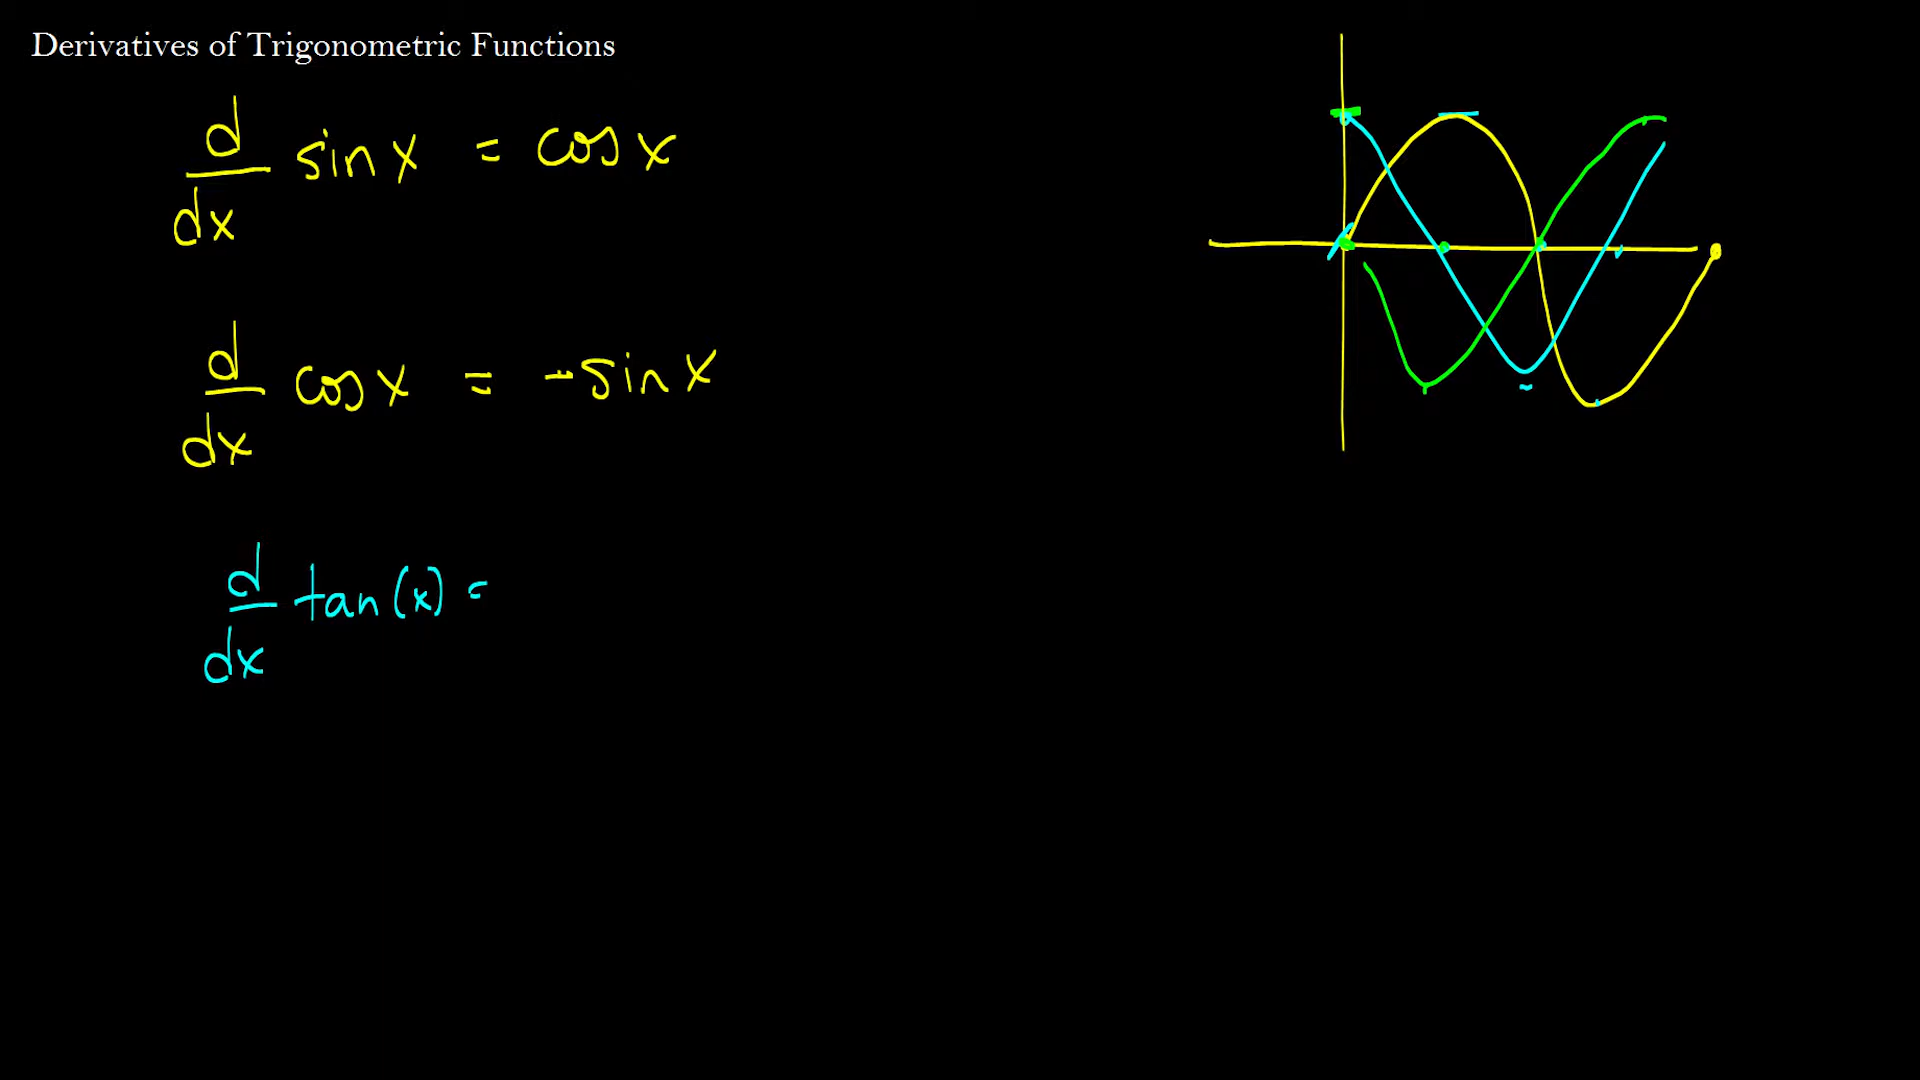 Derivatives of Trigonometric Functions
d/dx sin x = cos x
d/dx cos x = -sin x
d/dx tan(x) =